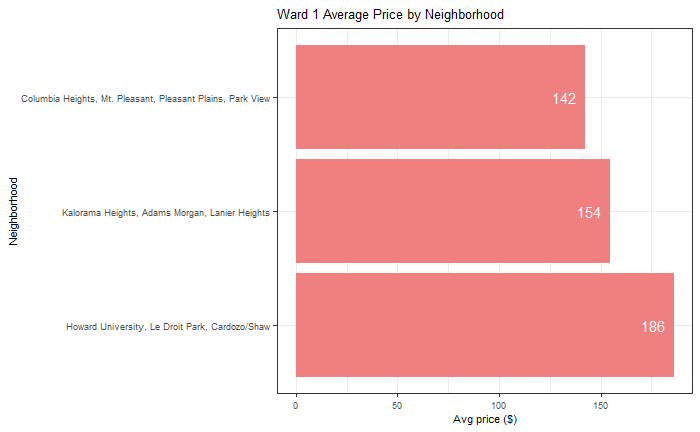 Ward 1 Average Price by Neighborhood
Neighborhood
Columbia Heights, Mt. Pleasant, Pleasant Plains, Park View
142
Kalorama Heights, Adams Morgan, Lanier Heights
154
Howard University, Le Droit Park, Cardozo/Shaw
186
0 50 100 150
Avg price ($)